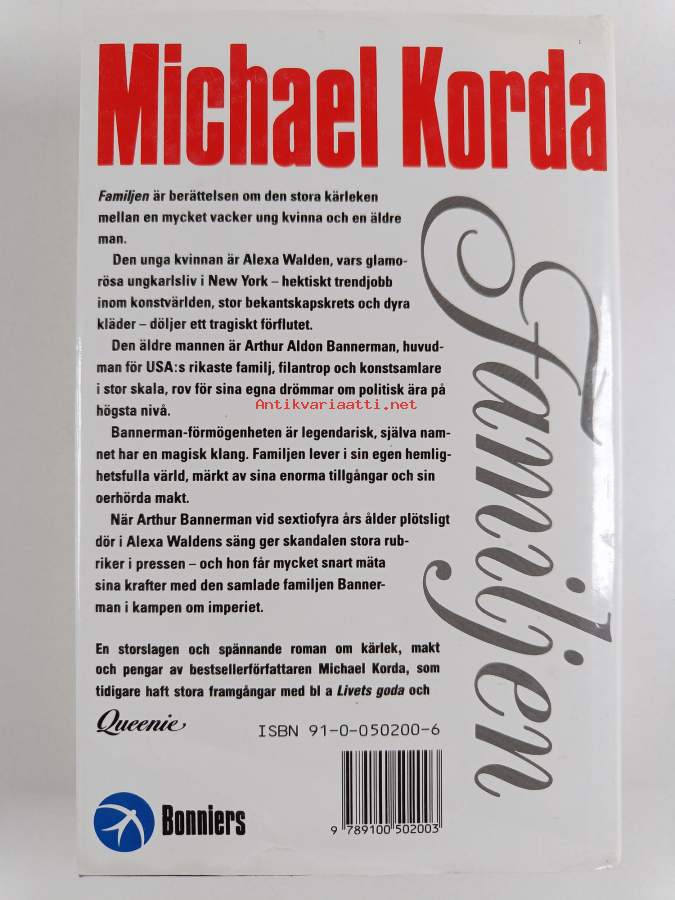 Michael Korda
Familjen
Familjen är berättelsen om den stora kärleken
mellan en mycket vacker ung kvinna och en äldre
man.
Den unga kvinnan är Alexa Walden, vars glamo-
rösa ungkarlsliv i New York – hektiskt trendjobb
inom konstvärlden, stor bekantskapskrets och dyra
kläder – döljer ett tragiskt förflutet.
Den äldre mannen är Arthur Aldon Bannerman, huvud-
man för USA:s rikaste familj, filantrop och konstsamlare
i stor skala, rov för sina egna drömmar om politisk ära på
högsta nivå.
Antikvariaatti.net
Bannerman-förmögenheten är legendarisk, själva nam-
net har en magisk klang. Familjen lever i sin egen hemlig-
hetsfulla värld, märkt av sina enorma tillgångar och sin
oerhörda makt.
När Arthur Bannerman vid sextiofyra års ålder plötsligt
dör i Alexa Waldens säng ger skandalen stora rub-
riker i pressen – och hon får mycket snart mäta
sina krafter med den samlade familjen Banner-
man i kampen om imperiet.
En storslagen och spännande roman om kärlek, makt
och pengar av bestsellerförfattaren Michael Korda, som
tidigare haft stora framgångar med bl a Livets goda och
Queenie.
ISBN 91-0-050200-6
9 789100 502003
Bonniers